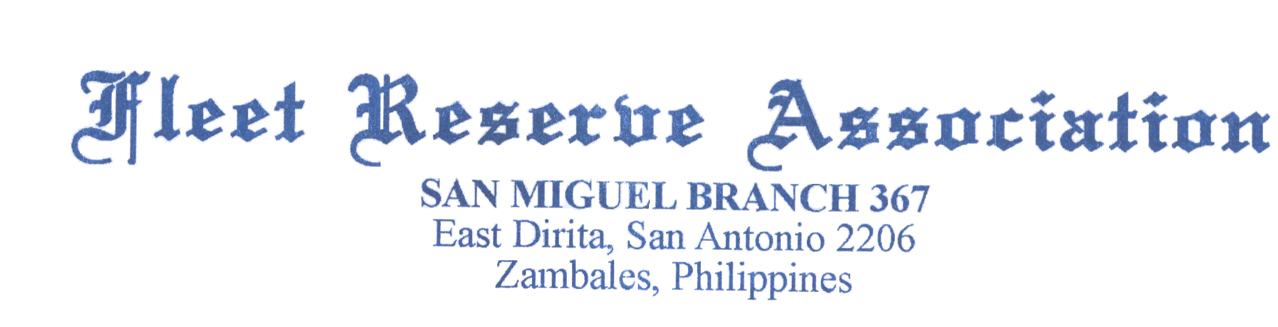 Fleet Reserve Association
SAN MIGUEL BRANCH 367
East Dirita, San Antonio 2206
Zambales, Philippines